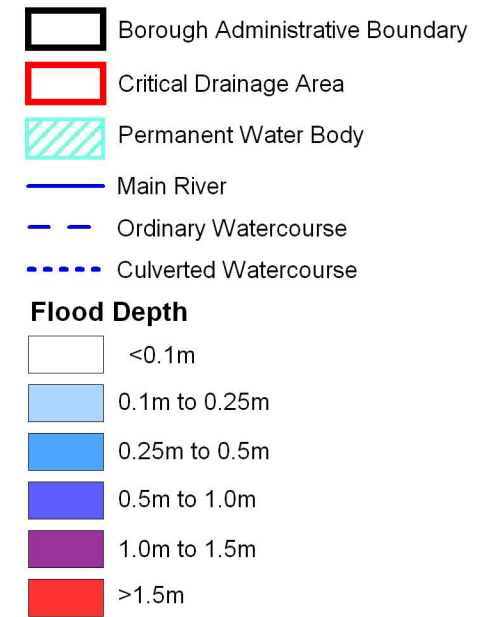 Borough Administrative Boundary
Critical Drainage Area
Permanent Water Body
Main River
Ordinary Watercourse
Culverted Watercourse
Flood Depth
<0.1m
0.1m to 0.25m
0.25m to 0.5m
0.5m to 1.0m
1.0m to 1.5m
>1.5m